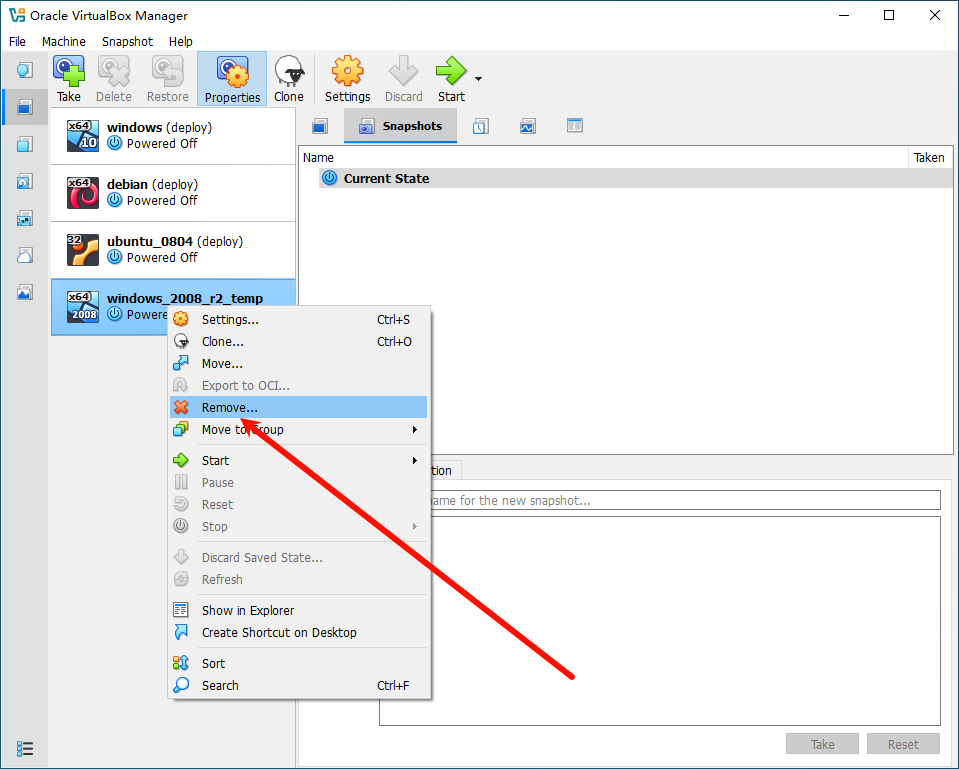 Oracle VirtualBox Manager
File Machine Snapshot Help
Take Delete Restore Properties Clone Settings Discard Start
x64 10 windows (deploy)
Powered Off
x64 debian (deploy)
Powered Off
32 ubuntu_0804 (deploy)
Powered Off
x64 2008 windows_2008_r2_temp
Powere
Snapshots
Name Taken
Current State
Settings... Ctrl+S
Clone... Ctrl+O
Move...
Export to OCI...
Remove...
Move to Group
Start
Pause
Reset
Stop
Discard Saved State...
Refresh
Show in Explorer
Create Shortcut on Desktop
Sort
Search Ctrl+F
tion
ame for the new snapshot...
Take Reset